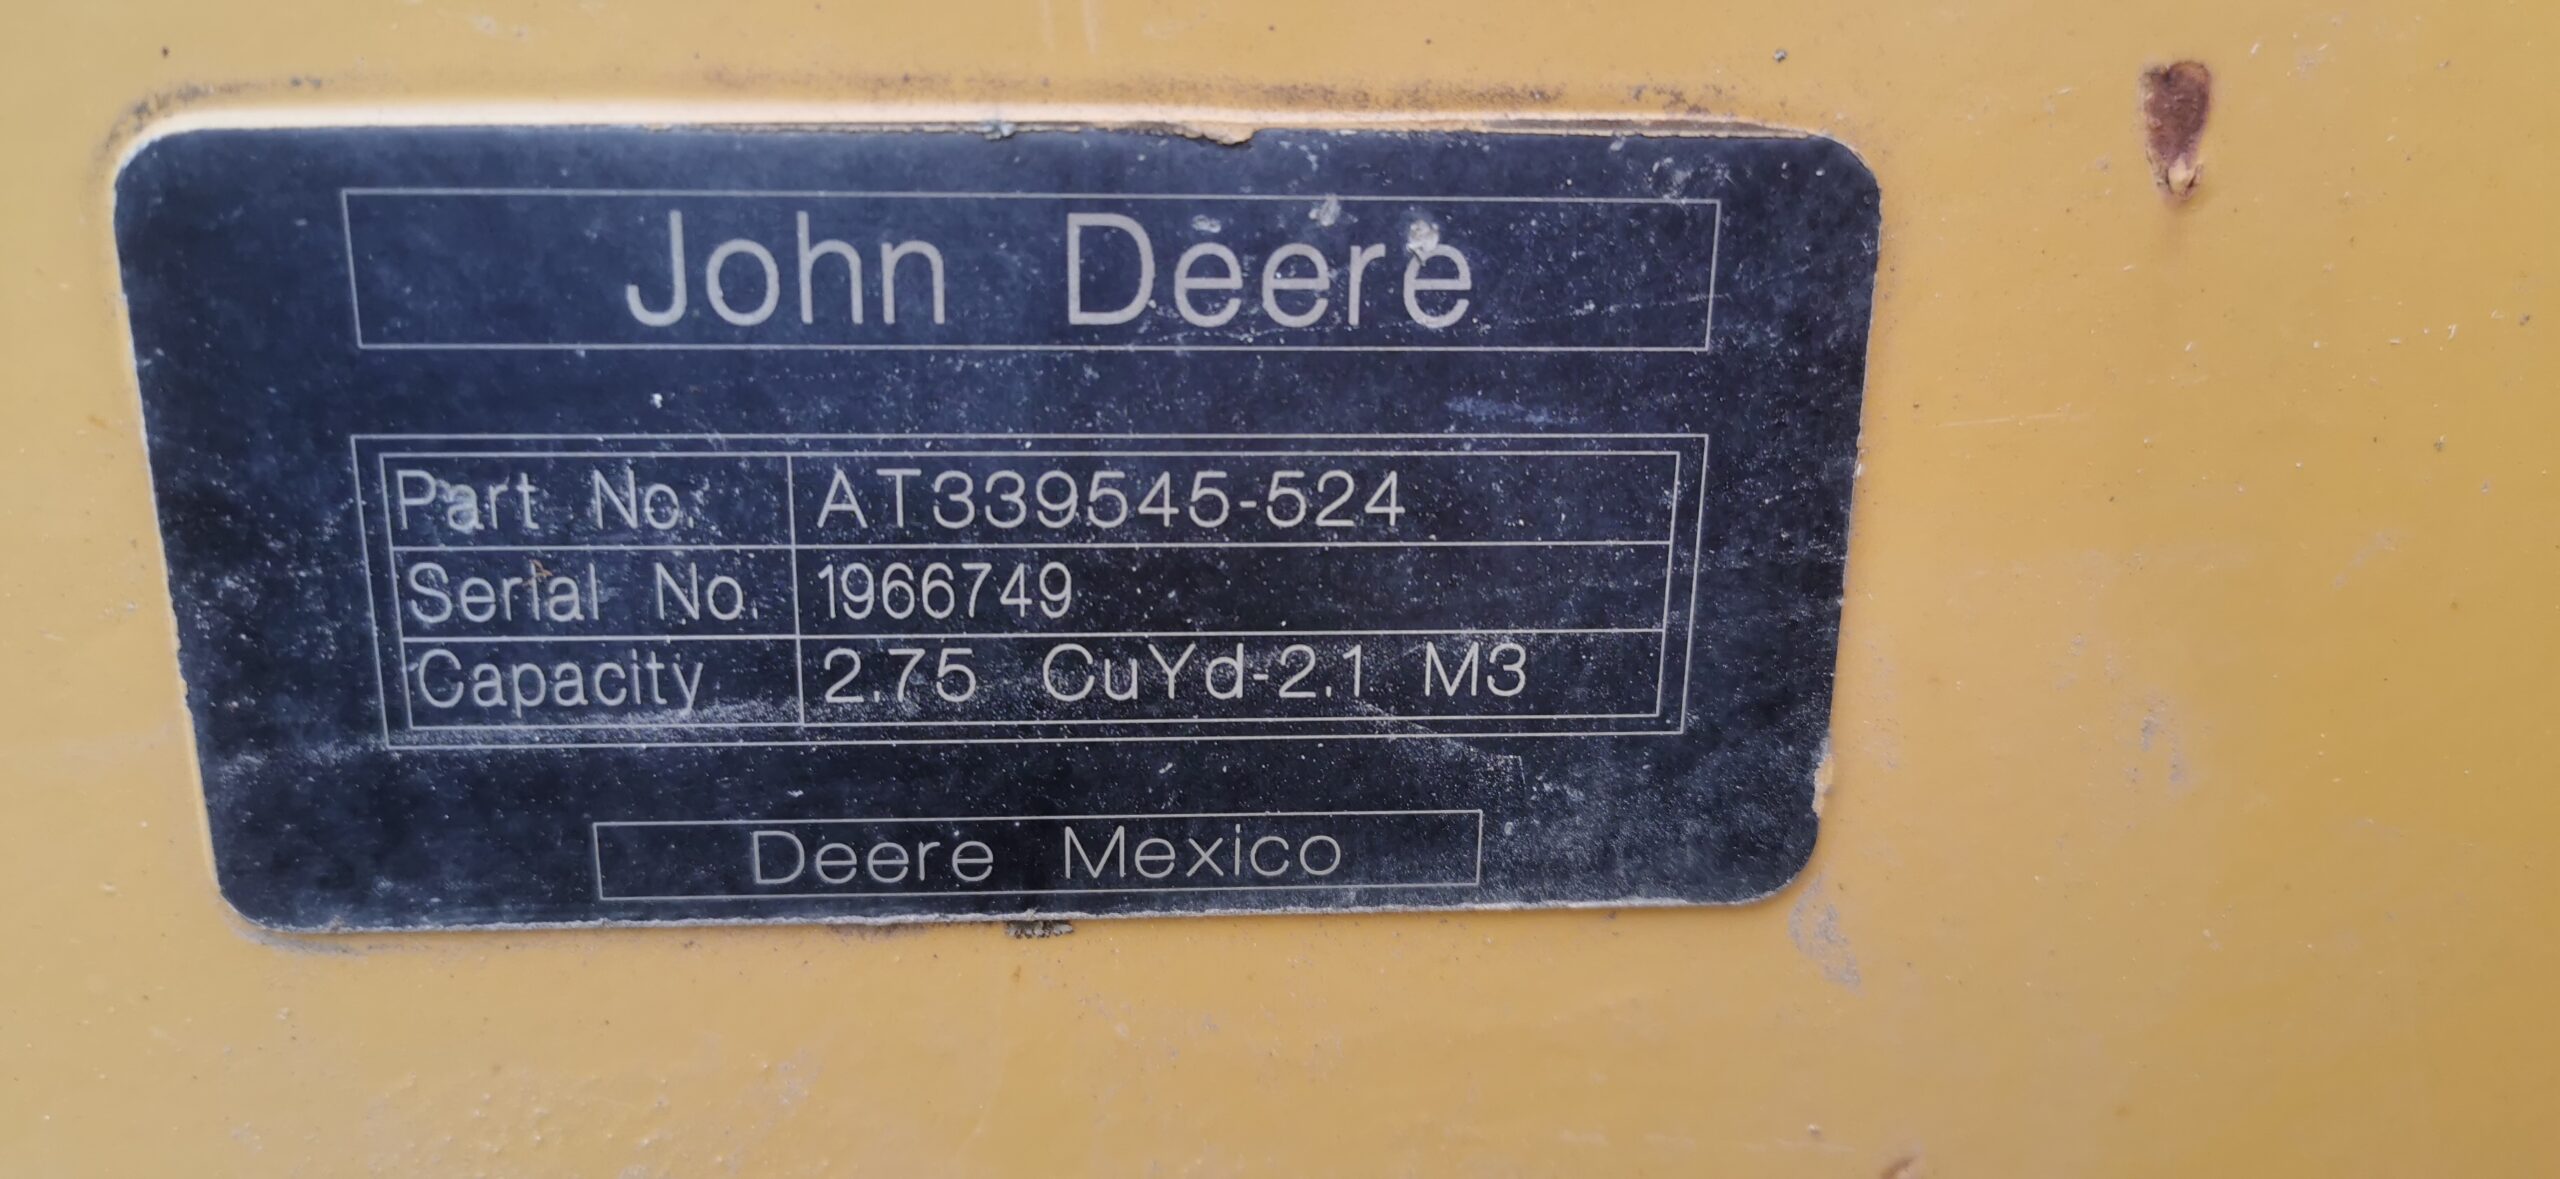 John Deere
Part No. AT339545-524
Serial No. 1966749
Capacity 2.75 CuYd-2.1 M3
Deere Mexico